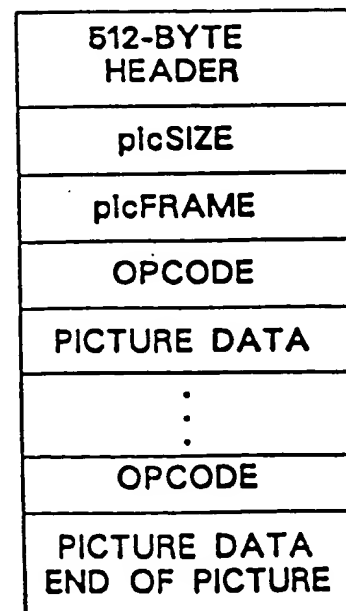 512-BYTE
HEADER
picSIZE
picFRAME
OPCODE
PICTURE DATA
.
.
.
OPCODE
PICTURE DATA
END OF PICTURE